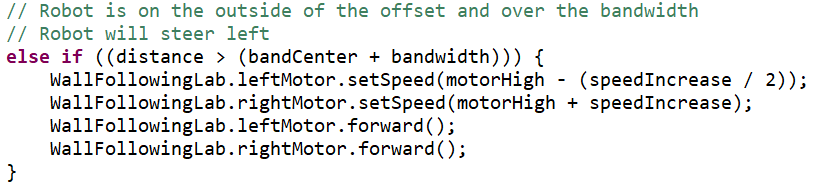 // Robot is on the outside of the offset and over the bandwidth
// Robot will steer left
else if ((distance > (bandCenter + bandwidth))) {
    WallFollowingLab.leftMotor.setSpeed(motorHigh - (speedIncrease / 2));
    WallFollowingLab.rightMotor.setSpeed(motorHigh + speedIncrease);
    WallFollowingLab.leftMotor.forward();
    WallFollowingLab.rightMotor.forward();
}